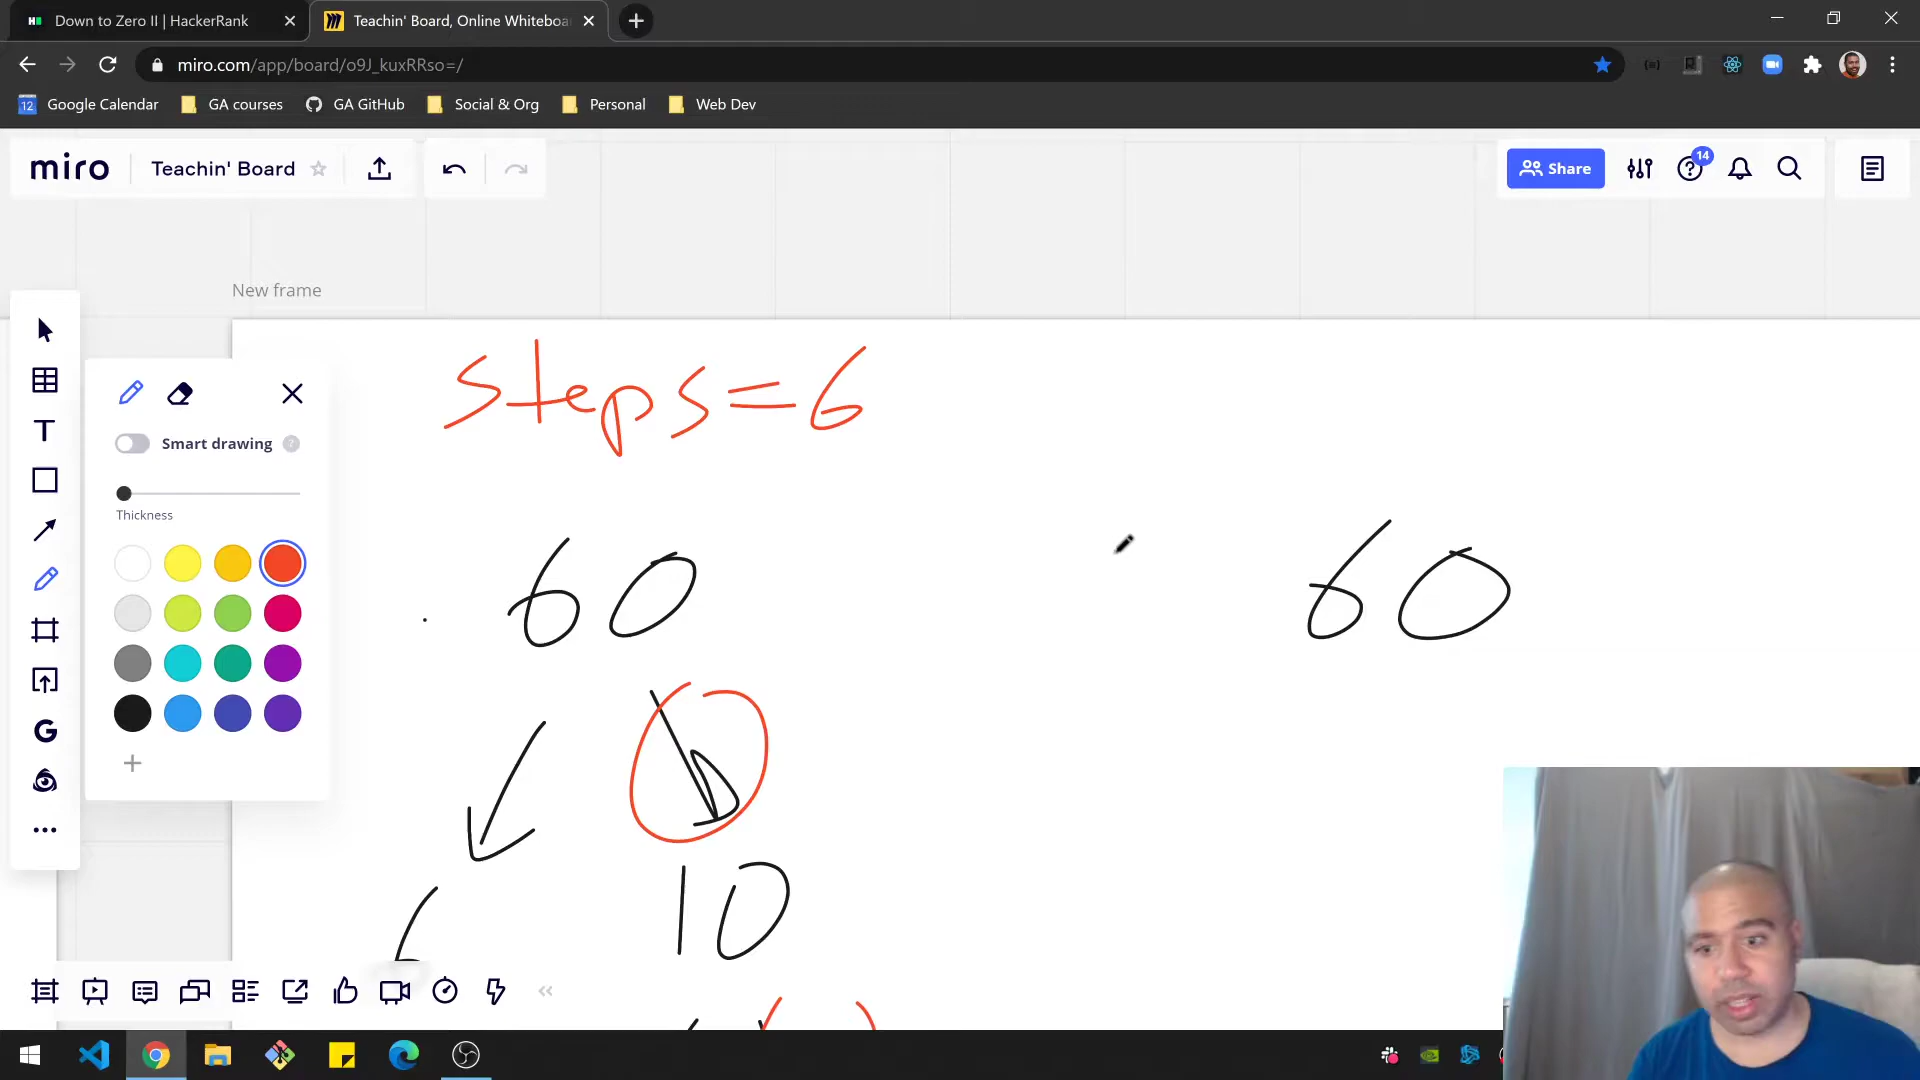 Down to Zero II | HackerRank
Teachin' Board, Online Whiteboa
miro.com/app/board/o9J_kuxRRso=/
12 Google Calendar GA courses GA GitHub Social & Org Personal Web Dev
miro Teachin' Board Share 14
New frame
steps=6
Smart drawing ?
Thickness
60 60
10
T
G